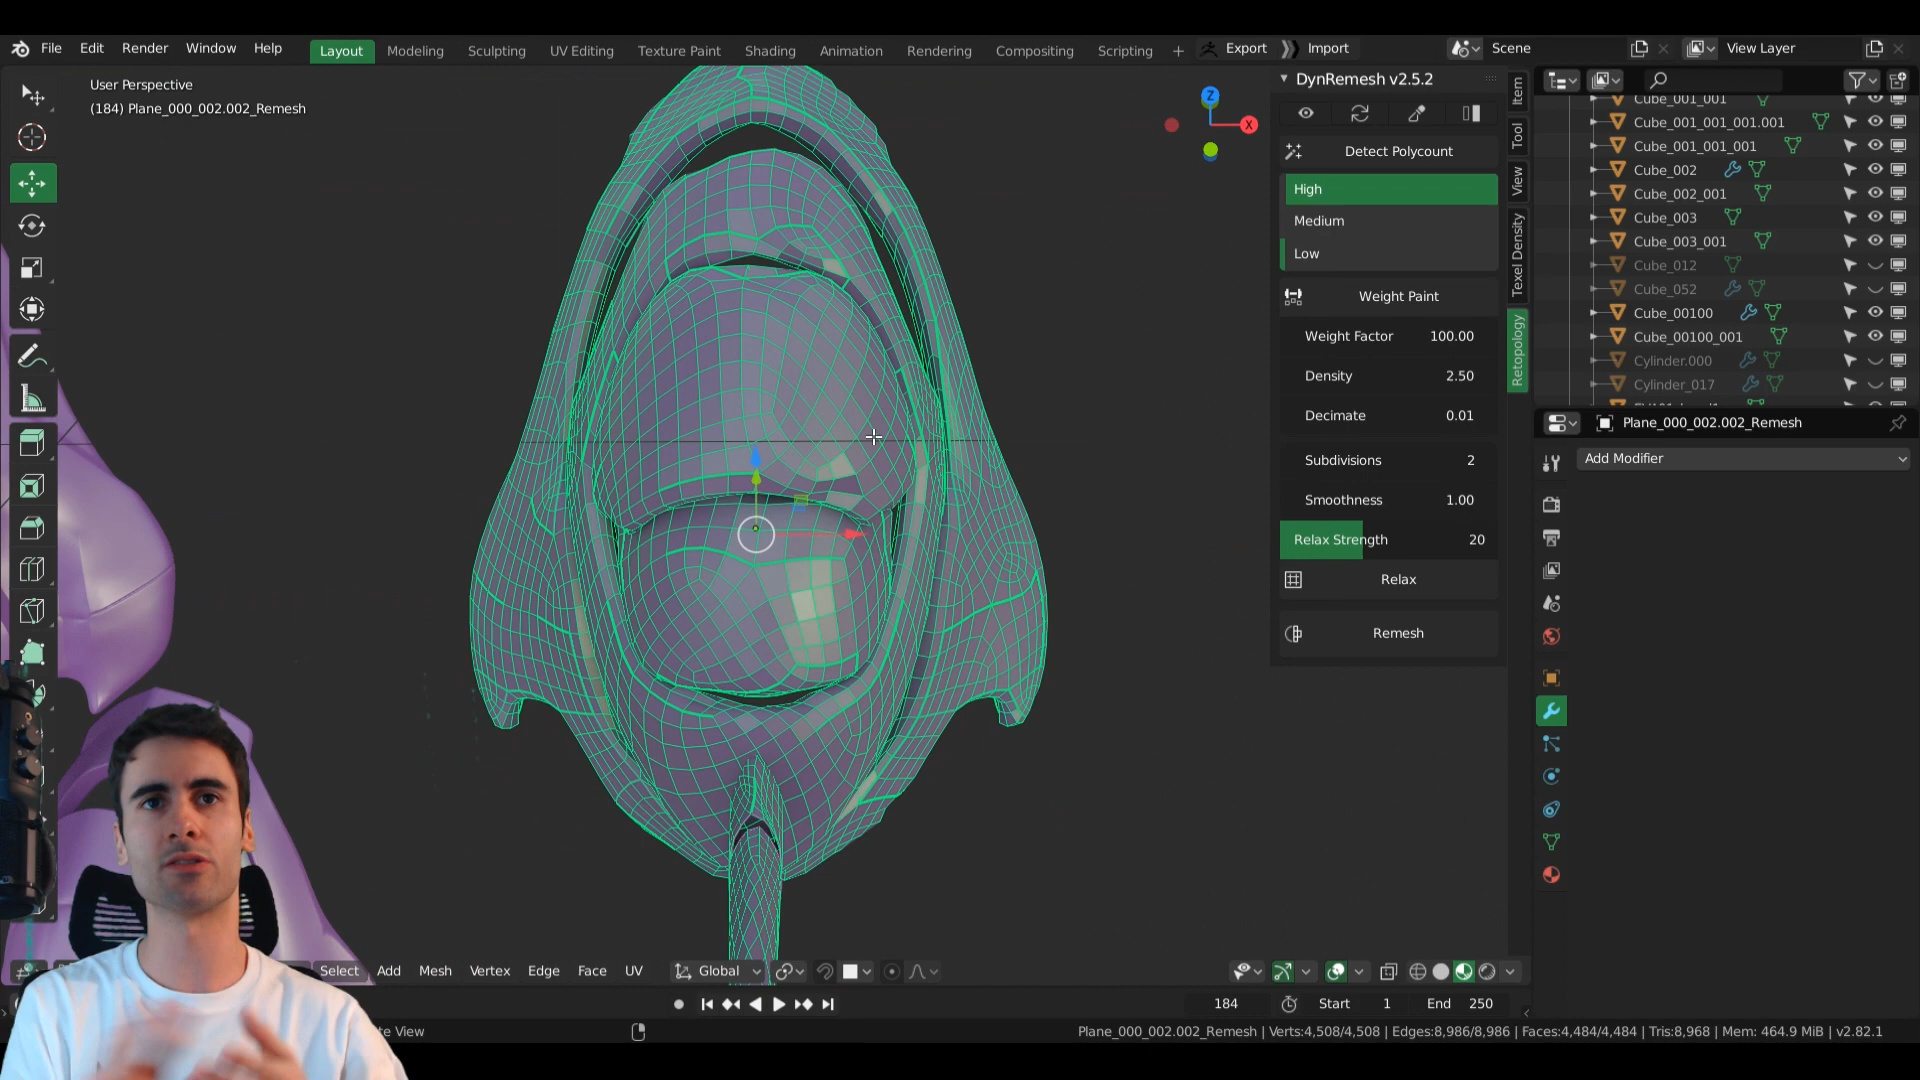 File Edit Render Window Help Layout Modeling Sculpting UV Editing Texture Paint Shading Animation Rendering Compositing Scripting + Export Import Scene View Layer
User Perspective
(184) Plane_000_002.002_Remesh
Z
X
DynRemesh v2.5.2
Detect Polycount
High
Medium
Low
Weight Paint
Weight Factor 100.00
Density 2.50
Decimate 0.01
Subdivisions 2
Smoothness 1.00
Relax Strength 20
Relax
Remesh
Item
Tool
View
Texel Density
Retopology
Cube_001_001
Cube_001_001_001.001
Cube_001_001_001
Cube_002
Cube_002_001
Cube_003
Cube_003_001
Cube_012
Cube_052
Cube_00100
Cube_00100_001
Cylinder.000
Cylinder_017
Plane_000_002.002_Remesh
Add Modifier
Select Add Mesh Vertex Edge Face UV Global
184 Start 1 End 250
te View
Plane_000_002.002_Remesh | Verts:4,508/4,508 | Edges:8,986/8,986 | Faces:4,484/4,484 | Tris:8,968 | Mem: 464.9 MiB | v2.82.1